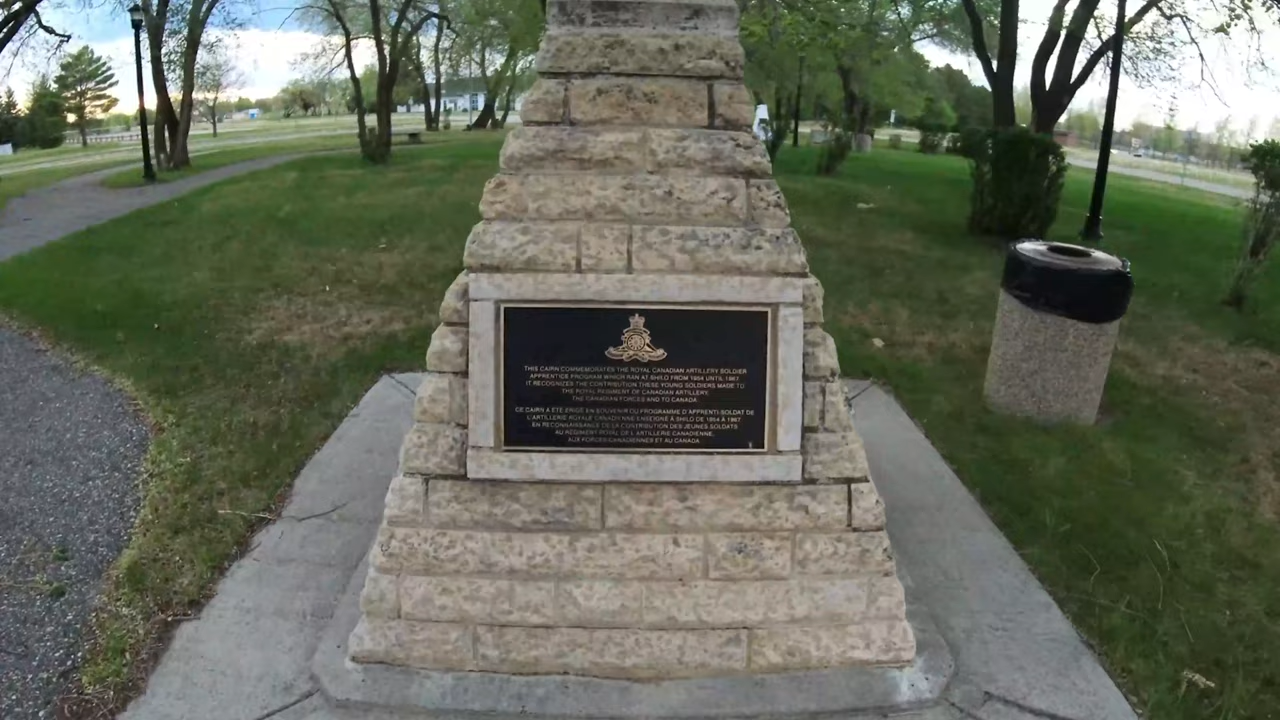 THIS CAIRN COMMEMORATES THE ROYAL CANADIAN ARTILLERY SOLDIER
APPRENTICE PROGRAM WHICH RAN AT SHILO FROM 1954 UNTIL 1967.
IT RECOGNIZES THE CONTRIBUTION THESE YOUNG SOLDIERS MADE TO
THE ROYAL REGIMENT OF CANADIAN ARTILLERY,
THE CANADIAN FORCES AND TO CANADA.
CE CAIRN A ÉTÉ ÉRIGÉ EN SOUVENIR DU PROGRAMME D'APPRENTI-SOLDAT DE
L'ARTILLERIE ROYALE CANADIENNE ENSEIGNÉ À SHILO DE 1954 À 1967
EN RECONNAISSANCE DE LA CONTRIBUTION DES JEUNES SOLDATS
AU RÉGIMENT ROYAL DE L'ARTILLERIE CANADIENNE,
AUX FORCES CANADIENNES ET AU CANADA.